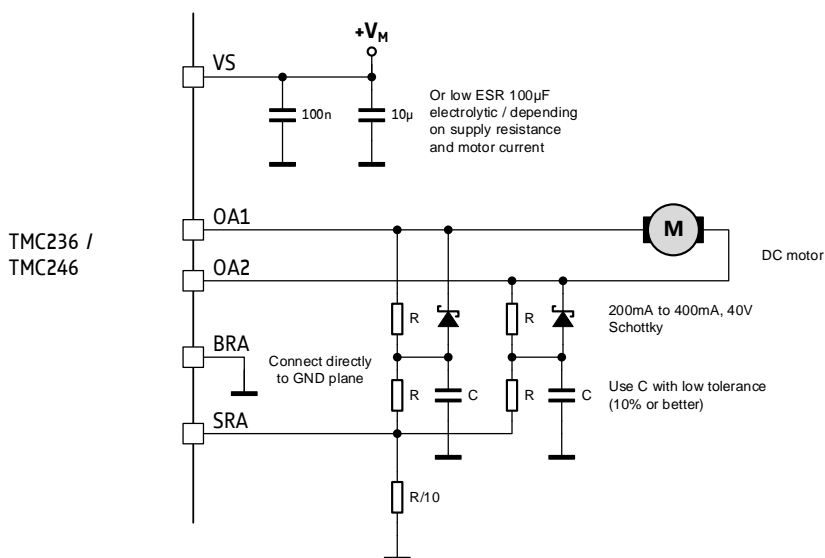 +VM
VS
100n
10µ
Or low ESR 100µF
electrolytic / depending
on supply resistance
and motor current
TMC236 /
TMC246
OA1
M
OA2
DC motor
R
R
200mA to 400mA, 40V
Schottky
BRA
Connect directly
to GND plane
R
C
R
C
Use C with low tolerance
(10% or better)
SRA
R/10